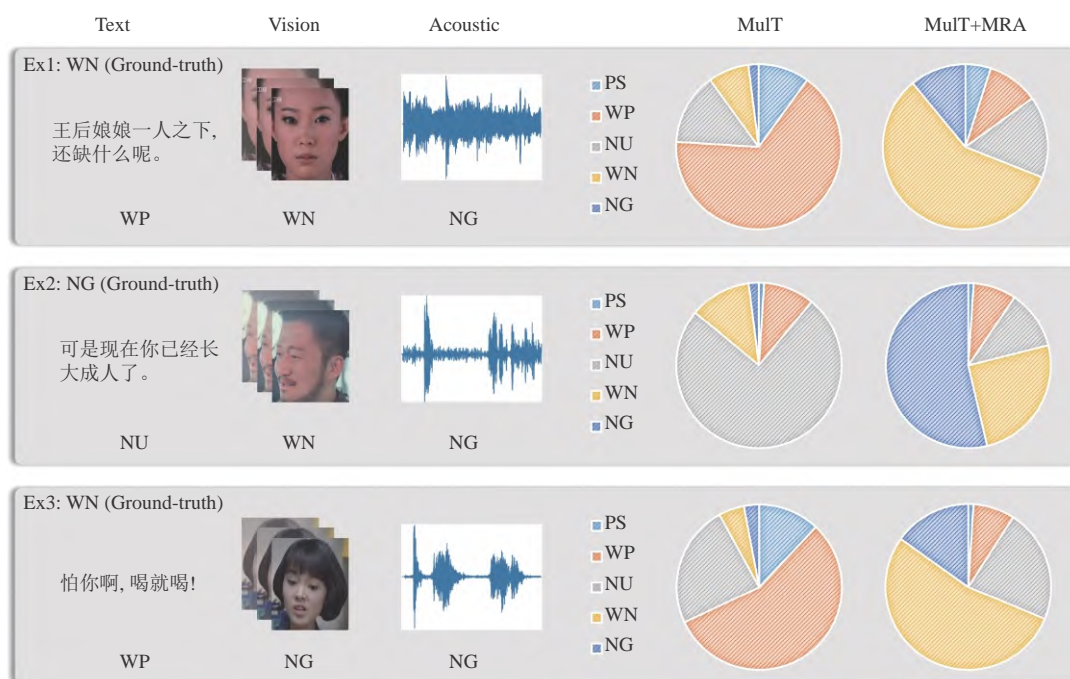 Text Vision Acoustic MulT MulT+MRA
Ex1: WN (Ground-truth)
王后娘娘一人之下,
还缺什么呢。
WP WN NG
PS
WP
NU
WN
NG
Ex2: NG (Ground-truth)
可是现在你已经长
大成人了。
NU WN NG
PS
WP
NU
WN
NG
Ex3: WN (Ground-truth)
怕你啊, 喝就喝!
WP NG NG
PS
WP
NU
WN
NG